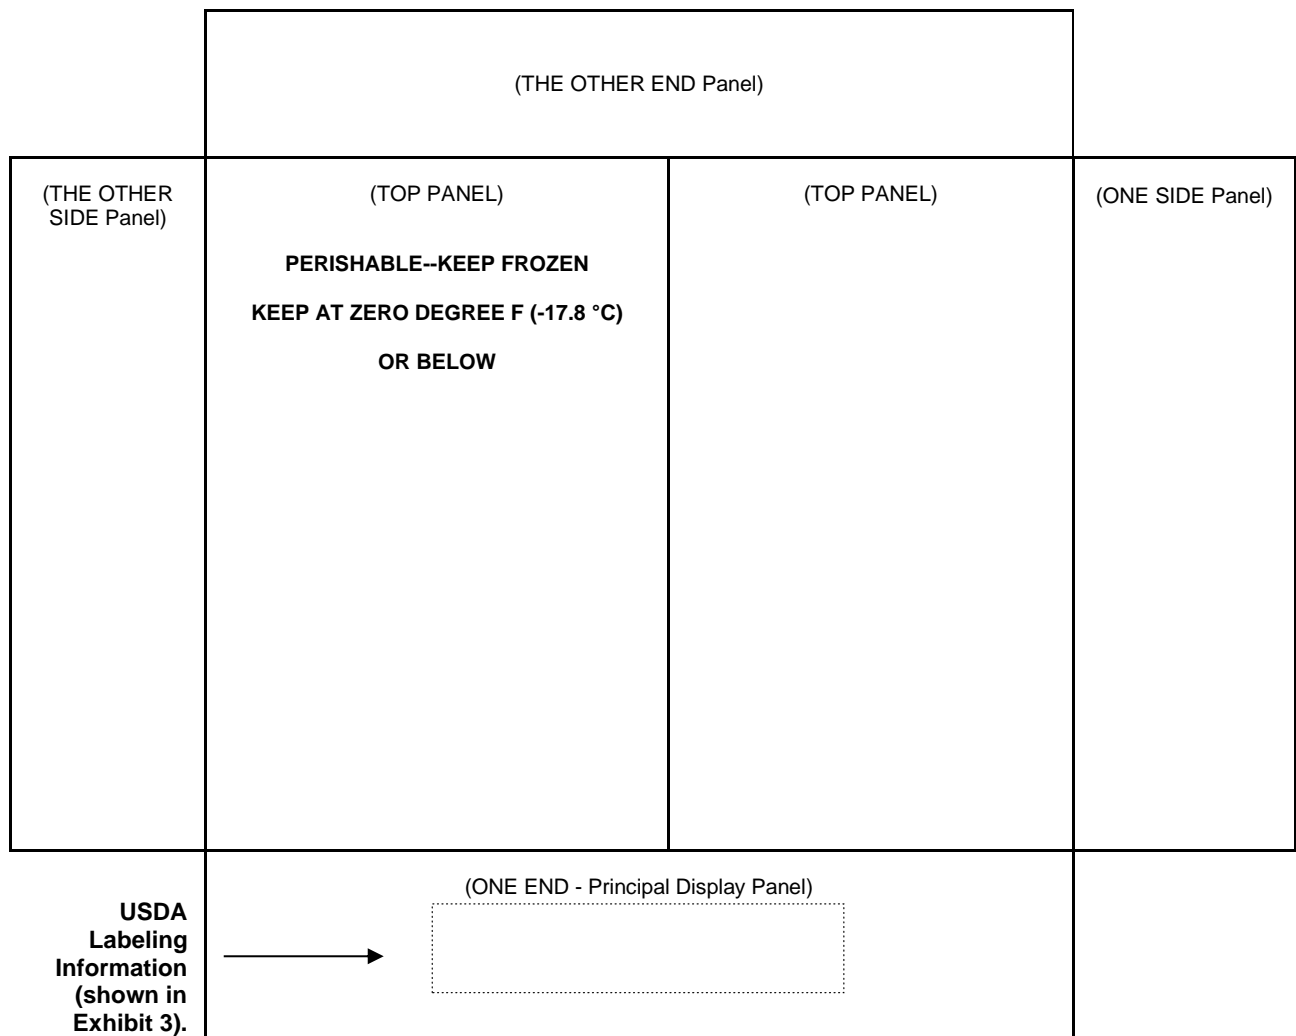 (THE OTHER END Panel)
(THE OTHER
SIDE Panel)
(TOP PANEL)
(TOP PANEL)
(ONE SIDE Panel)
PERISHABLE--KEEP FROZEN
KEEP AT ZERO DEGREE F (-17.8 °C)
OR BELOW
(ONE END - Principal Display Panel)
USDA
Labeling
Information
(shown in
Exhibit 3).